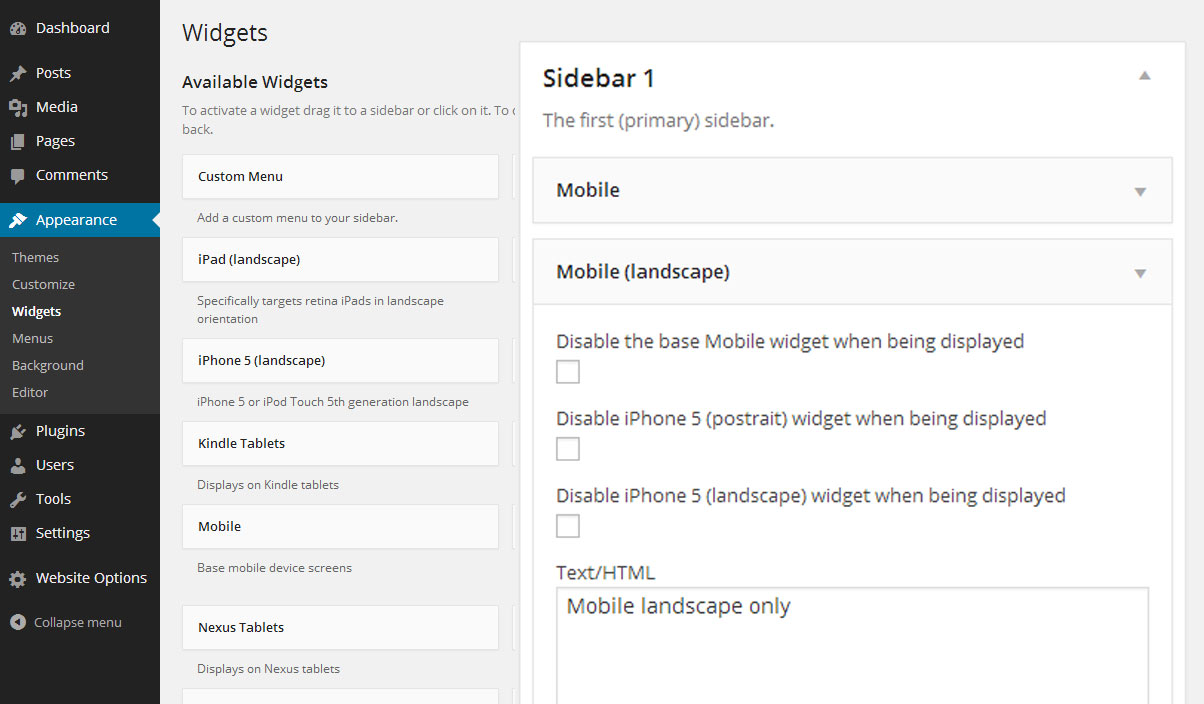 Dashboard
Posts
Media
Pages
Comments
Appearance
Themes
Customize
Widgets
Menus
Background
Editor
Plugins
Users
Tools
Settings
Website Options
Collapse menu
Widgets
Available Widgets
To activate a widget drag it to a sidebar or click on it. To
back.
Custom Menu
Add a custom menu to your sidebar.
iPad (landscape)
Specifically targets retina iPads in landscape
orientation
iPhone 5 (landscape)
iPhone 5 or iPod Touch 5th generation landscape
Kindle Tablets
Displays on Kindle tablets
Mobile
Base mobile device screens
Nexus Tablets
Displays on Nexus tablets
Sidebar 1
The first (primary) sidebar.
Mobile
Mobile (landscape)
Disable the base Mobile widget when being displayed
Disable iPhone 5 (postrait) widget when being displayed
Disable iPhone 5 (landscape) widget when being displayed
Text/HTML
Mobile landscape only